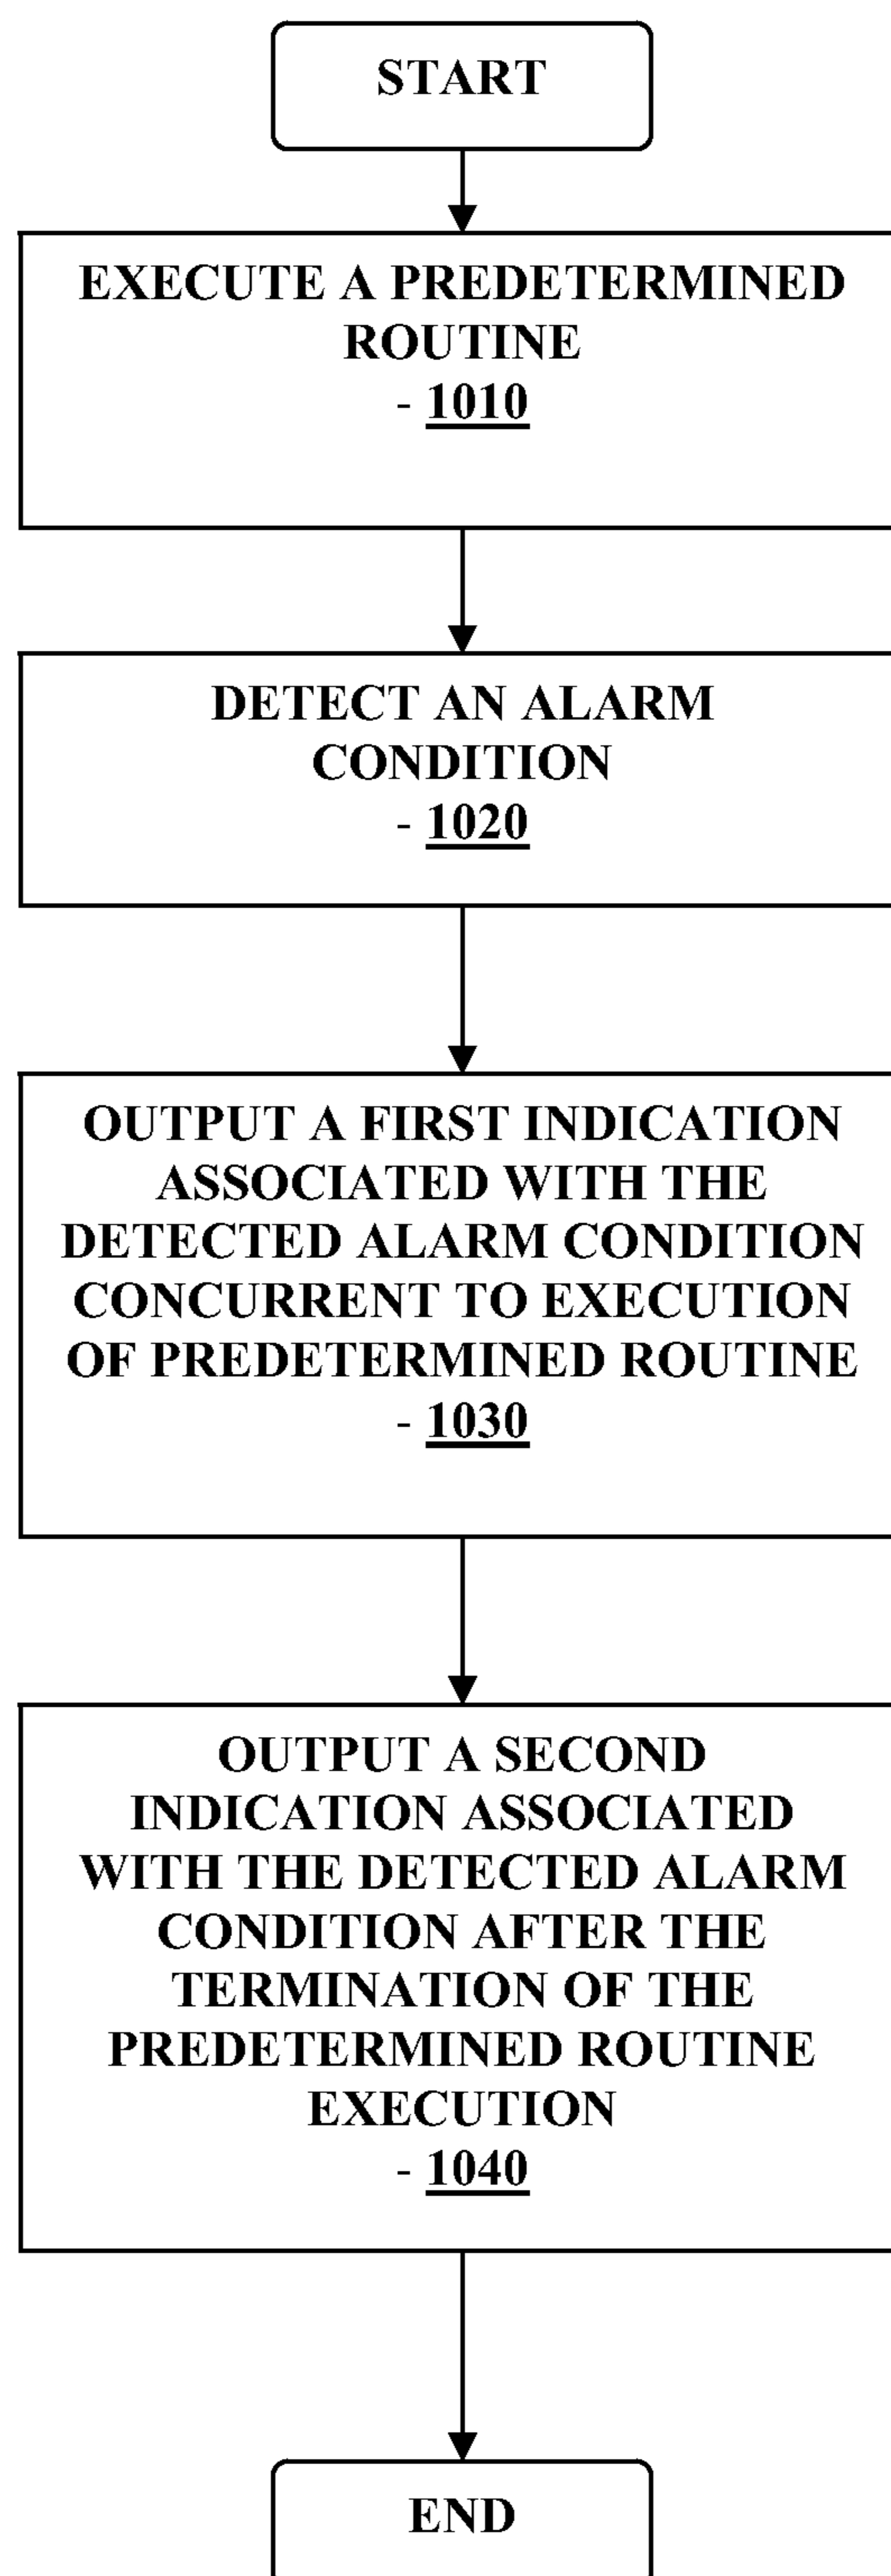 START
EXECUTE A PREDETERMINED
ROUTINE
- 1010
DETECT AN ALARM
CONDITION
- 1020
OUTPUT A FIRST INDICATION
ASSOCIATED WITH THE
DETECTED ALARM CONDITION
CONCURRENT TO EXECUTION
OF PREDETERMINED ROUTINE
- 1030
OUTPUT A SECOND
INDICATION ASSOCIATED
WITH THE DETECTED ALARM
CONDITION AFTER THE
TERMINATION OF THE
PREDETERMINED ROUTINE
EXECUTION
- 1040
END